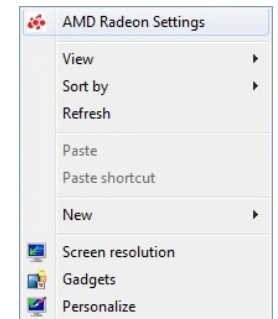 AMD Radeon Settings
View
Sort by
Refresh
Paste
Paste shortcut
New
Screen resolution
Gadgets
Personalize